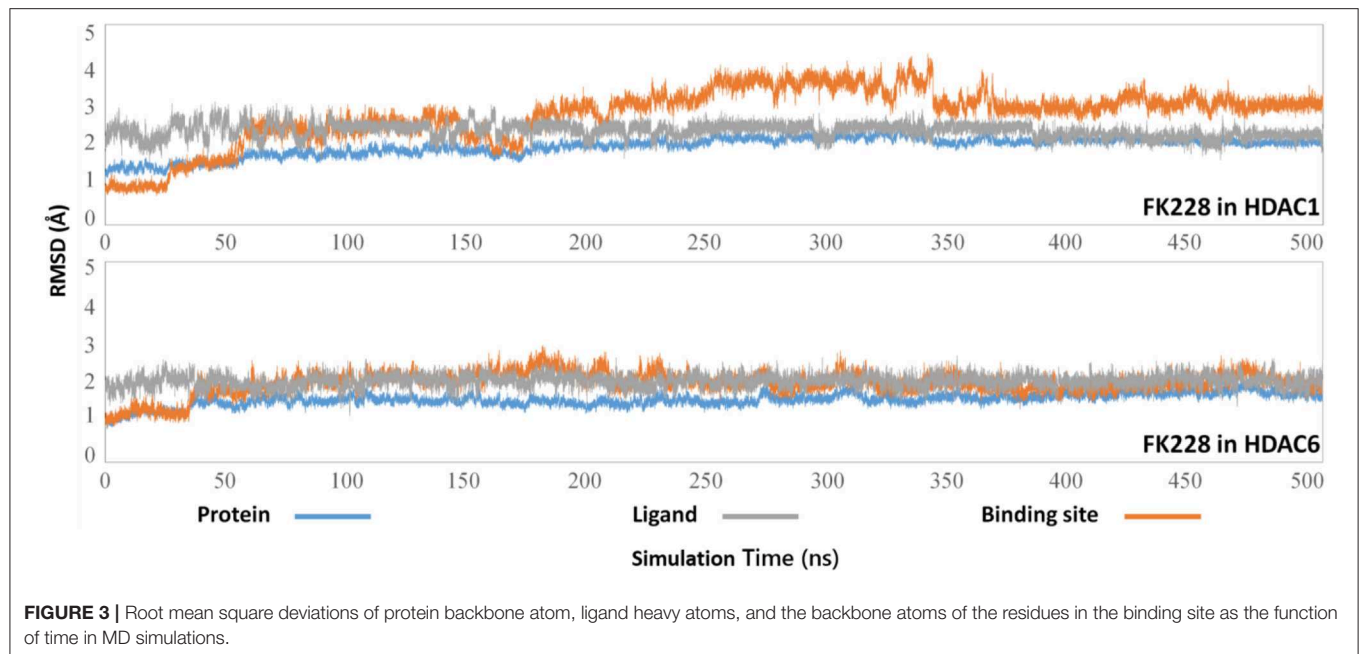 5
4
3
2
1
0
0 50 100 150 200 250 300 350 400 450 500
FK228 in HDAC1
RMSD (Å)
5
4
3
2
1
0
0 50 100 150 200 250 300 350 400 450 500
FK228 in HDAC6
Protein Ligand Binding site
Simulation Time (ns)
FIGURE 3 | Root mean square deviations of protein backbone atom, ligand heavy atoms, and the backbone atoms of the residues in the binding site as the function
of time in MD simulations.